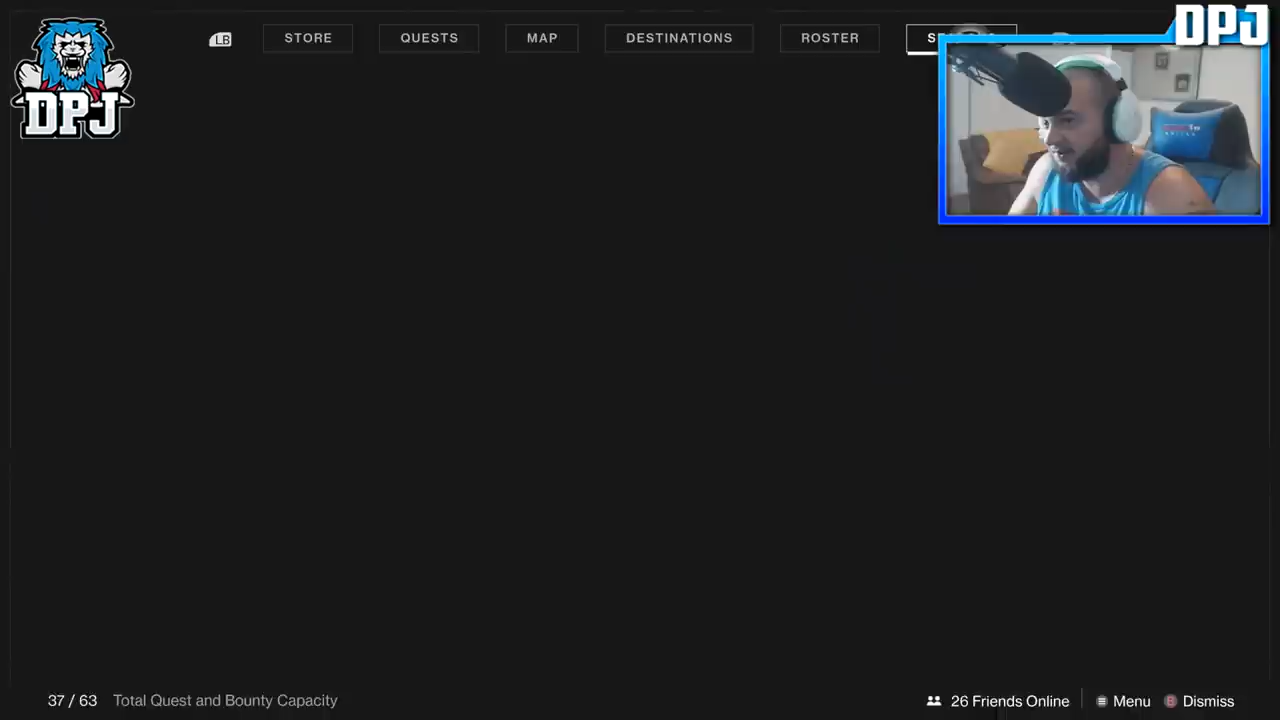 DPJ
LB
STORE
QUESTS
MAP
DESTINATIONS
ROSTER
DPJ
37 / 63 Total Quest and Bounty Capacity
26 Friends Online
Menu
B Dismiss